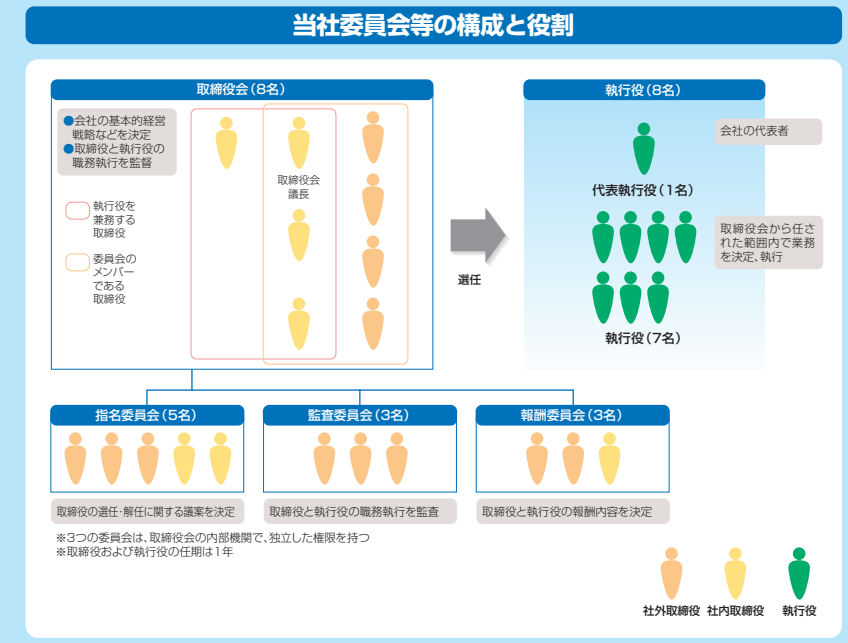 当社委員会等の構成と役割
取締役会(8名)
●会社の基本的経営
戦略などを決定
●取締役と執行役の
職務執行を監督
執行役を
兼務する
取締役
委員会の
メンバー
である
取締役
取締役会
議長
選任
執行役(8名)
会社の代表者
代表執行役(1名)
取締役会から任さ
れた範囲内で業務
を決定、執行
執行役(7名)
指名委員会(5名)
取締役の選任・解任に関する議案を決定
監査委員会(3名)
取締役と執行役の職務執行を監査
報酬委員会(3名)
取締役と執行役の報酬内容を決定
※3つの委員会は、取締役会の内部機関で、独立した権限を持つ
※取締役および執行役の任期は1年
社外取締役 社内取締役 執行役